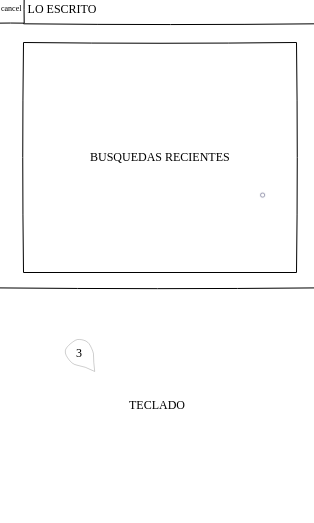 cancel LO ESCRITO
BUSQUEDAS RECIENTES
3
TECLADO